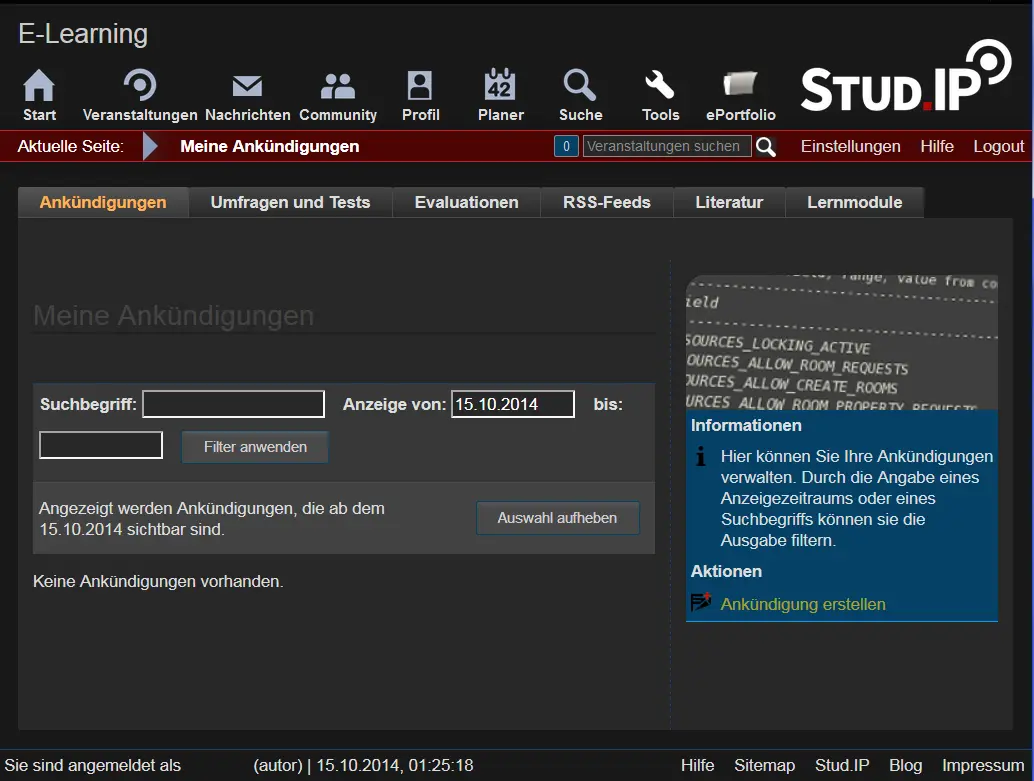 E-Learning
42
Start Veranstaltungen Nachrichten Community Profil Planer Suche Tools ePortfolio
STUD.IP
Aktuelle Seite: Meine Ankündigungen 0 Veranstaltungen suchen Einstellungen Hilfe Logout
Ankündigungen Umfragen und Tests Evaluationen RSS-Feeds Literatur Lernmodule
range, value from co
ield
Meine Ankündigungen
SOURCES_LOCKING_ACTIVE
OURCES_ALLOW_ROOM_REQUESTS
OURCES_ALLOW_CREATE_ROOMS
URCES_ALLOW_ROOM_PROPERTY_REQUESTS
Suchbegriff: Anzeige von: 15.10.2014 bis:
Filter anwenden
Angezeigt werden Ankündigungen, die ab dem
15.10.2014 sichtbar sind.
Auswahl aufheben
Keine Ankündigungen vorhanden.
Informationen
Hier können Sie Ihre Ankündigungen
verwalten. Durch die Angabe eines
Anzeigezeitraums oder eines
Suchbegriffs können sie die
Ausgabe filtern.
Aktionen
Ankündigung erstellen
Sie sind angemeldet als (autor) | 15.10.2014, 01:25:18 Hilfe Sitemap Stud.IP Blog Impressum